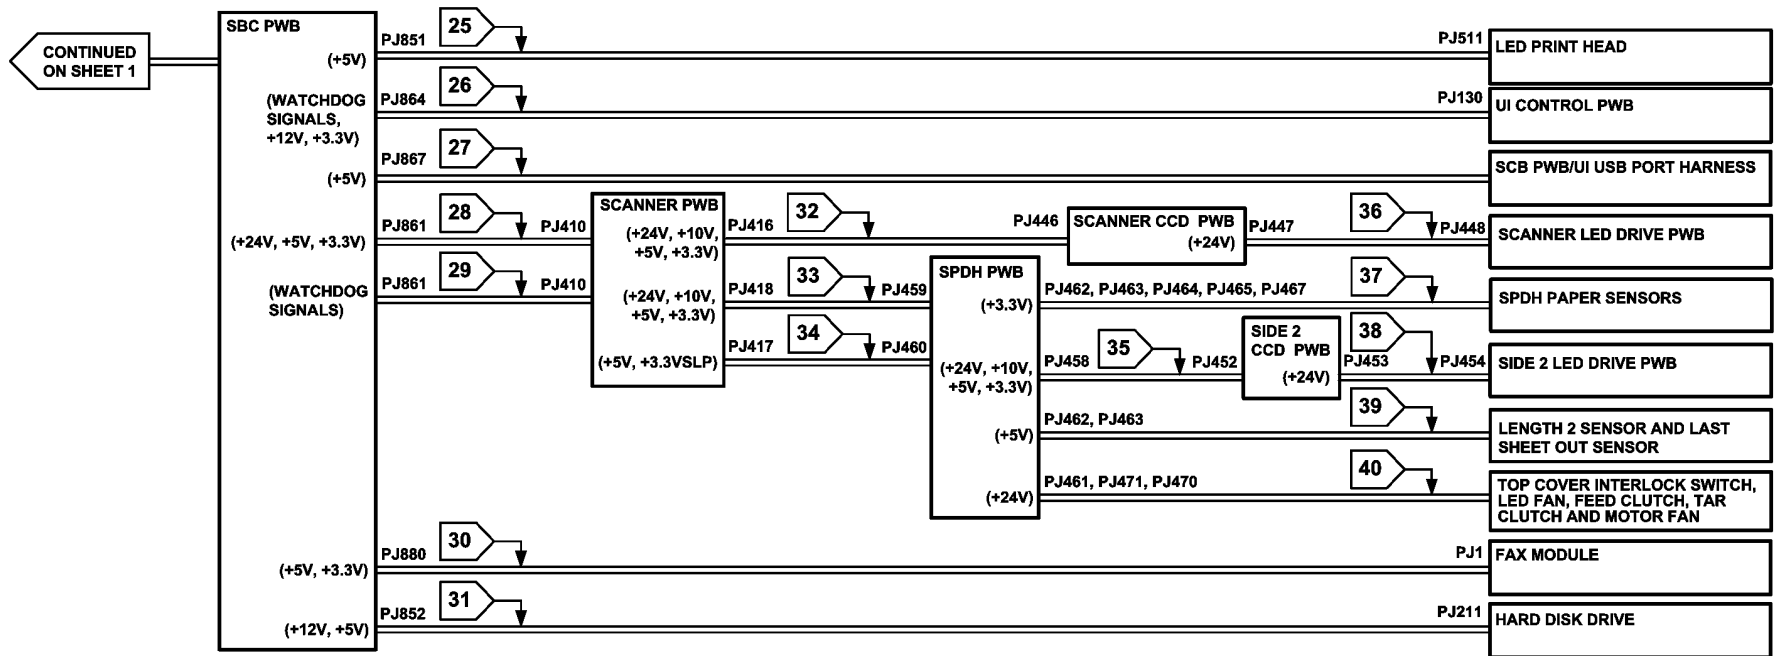 CONTINUED
ON SHEET 1
SBC PWB
(+5V)
PJ851
25
PJ511
LED PRINT HEAD
(WATCHDOG
SIGNALS,
+12V, +3.3V)
PJ864
26
PJ130
UI CONTROL PWB
(+5V)
PJ867
27
SCB PWB/UI USB PORT HARNESS
(+24V, +5V, +3.3V)
PJ861
28
PJ410
SCANNER PWB
(+24V, +10V,
+5V, +3.3V)
PJ416
32
PJ446
SCANNER CCD PWB
(+24V)
PJ447
36
PJ448
SCANNER LED DRIVE PWB
(WATCHDOG
SIGNALS)
PJ861
29
PJ410
(+24V, +10V,
+5V, +3.3V)
PJ418
33
PJ459
SPDH PWB
(+3.3V)
PJ462, PJ463, PJ464, PJ465, PJ467
37
SPDH PAPER SENSORS
(+5V, +3.3VSLP)
PJ417
34
PJ460
(+24V, +10V,
+5V, +3.3V)
PJ458
35
PJ452
SIDE 2
CCD PWB
(+24V)
PJ453
38
PJ454
SIDE 2 LED DRIVE PWB
(+5V)
PJ462, PJ463
39
LENGTH 2 SENSOR AND LAST
SHEET OUT SENSOR
(+24V)
PJ461, PJ471, PJ470
40
TOP COVER INTERLOCK SWITCH,
LED FAN, FEED CLUTCH, TAR
CLUTCH AND MOTOR FAN
(+5V, +3.3V)
PJ880
30
PJ1
FAX MODULE
(+12V, +5V)
PJ852
31
PJ211
HARD DISK DRIVE